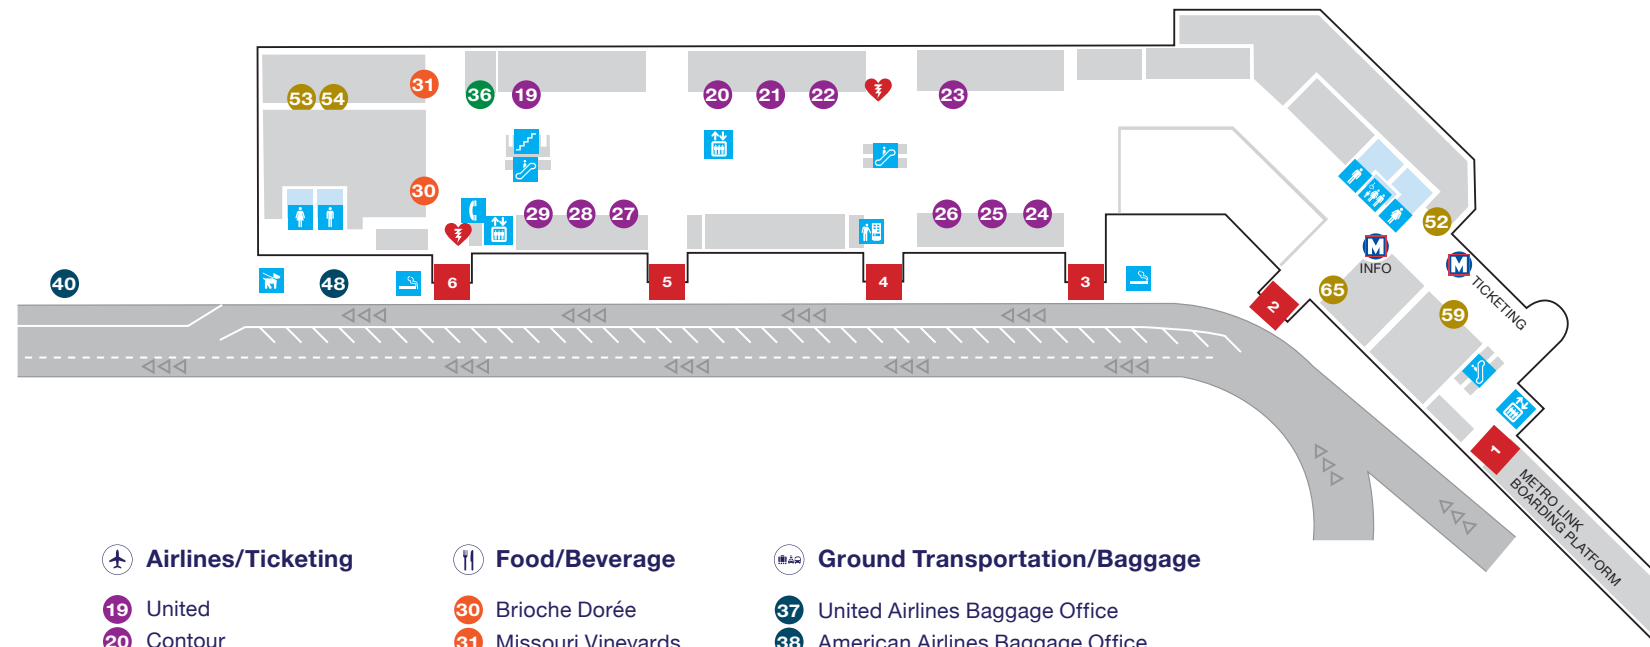 31
53 54
36
19
20
21
22
23
30
29
28
27
26
25
24
52
M
INFO
M
TICKETING
40
48
6
5
4
3
2
65
59
1
METRO LINK
BOARDING PLATFORM
Airlines/Ticketing
19 United
20 Contour
Food/Beverage
30 Brioche Dorée
31 Missouri Vineyards
Ground Transportation/Baggage
37 United Airlines Baggage Office
38 American Airlines Baggage Office